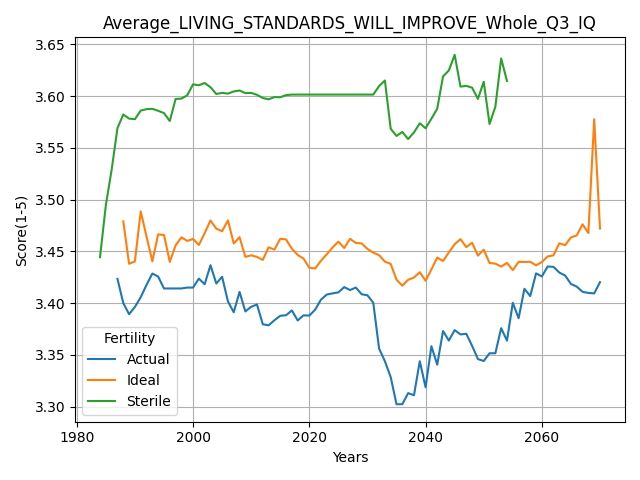 Average_LIVING_STANDARDS_WILL_IMPROVE_Whole_Q3_IQ
3.65
3.60
3.55
3.50
3.45
3.40
3.35
3.30
Score(1-5)
Fertility
Actual
Ideal
Sterile
1980
2000
2020
2040
2060
Years